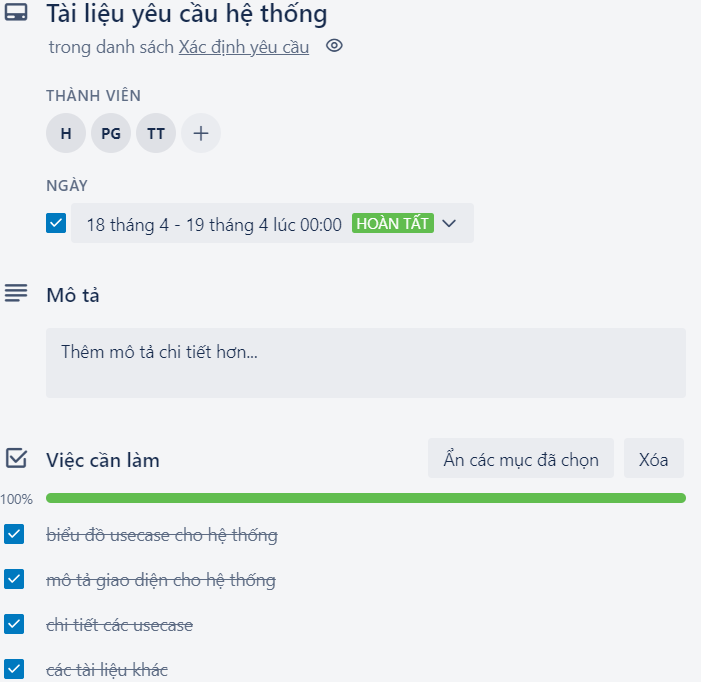 Tài liệu yêu cầu hệ thống
trong danh sách Xác định yêu cầu
THÀNH VIÊN
H PG TT
NGÀY
18 tháng 4 - 19 tháng 4 lúc 00:00 HOÀN TẤT
Mô tả
Thêm mô tả chi tiết hơn...
Việc cần làm Ẩn các mục đã chọn Xóa
100%
biểu đồ usecase cho hệ thống
mô tả giao diện cho hệ thống
chi tiết các usecase
các tài liệu khác